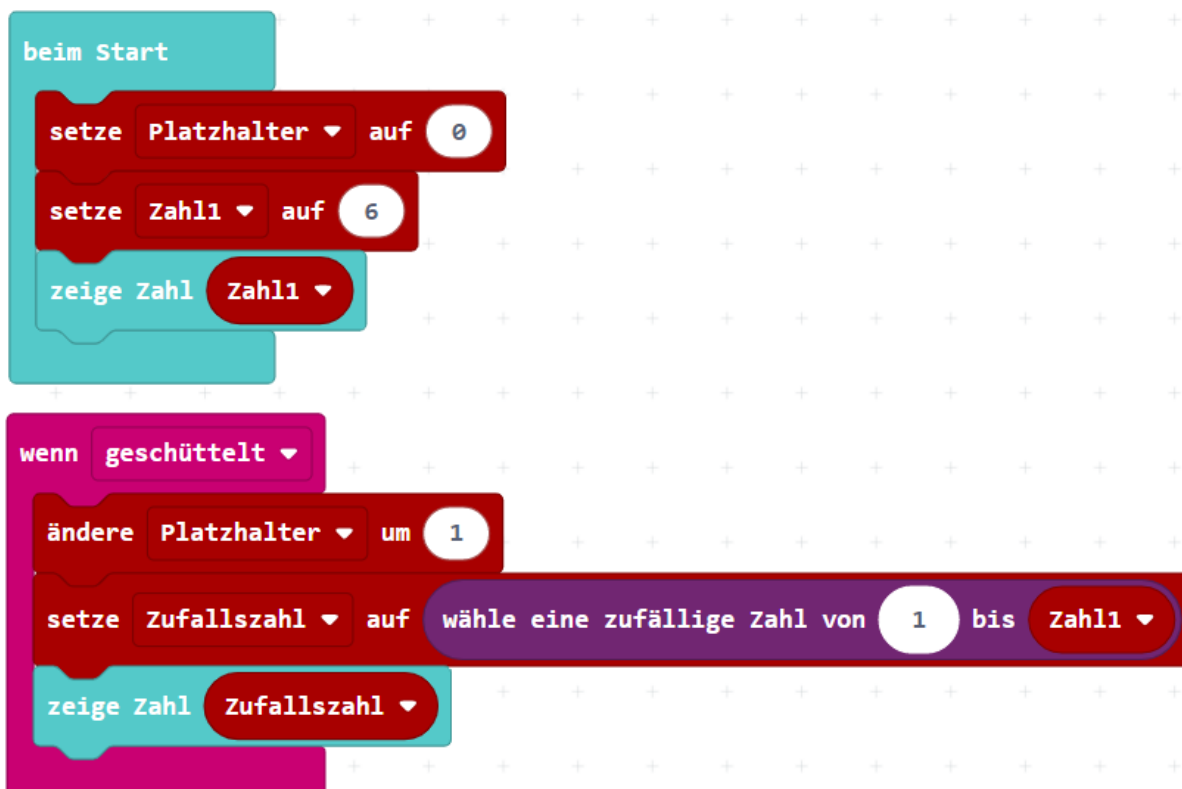 beim Start
setze Platzhalter auf 0
setze Zahl1 auf 6
zeige Zahl Zahl1
wenn geschüttelt
ändere Platzhalter um 1
setze Zufallszahl auf wähle eine zufällige Zahl von 1 bis Zahl1
zeige Zahl Zufallszahl